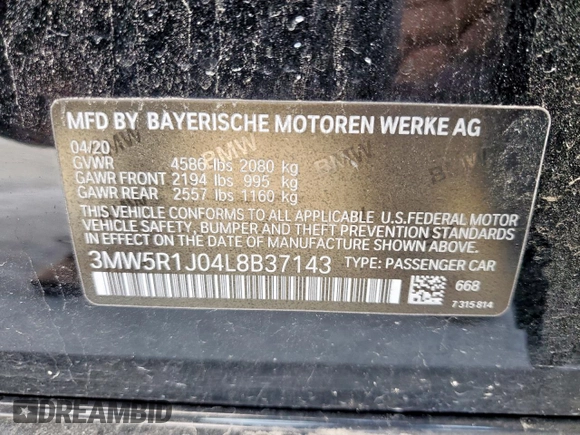 MFD BY BAYERISCHE MOTOREN WERKE AG
04/20
GVWR 4586 lbs 2080 kg
GAWR FRONT 2194 lbs 995 kg
GAWR REAR 2557 lbs 1160 kg
THIS VEHICLE CONFORMS TO ALL APPLICABLE U.S.FEDERAL MOTOR
VEHICLE SAFETY, BUMPER AND THEFT PREVENTION STANDARDS
IN EFFECT ON THE DATE OF MANUFACTURE SHOWN ABOVE.
3MW5R1J04L8B37143 TYPE: PASSENGER CAR
668
7 315 814
DREAMBID